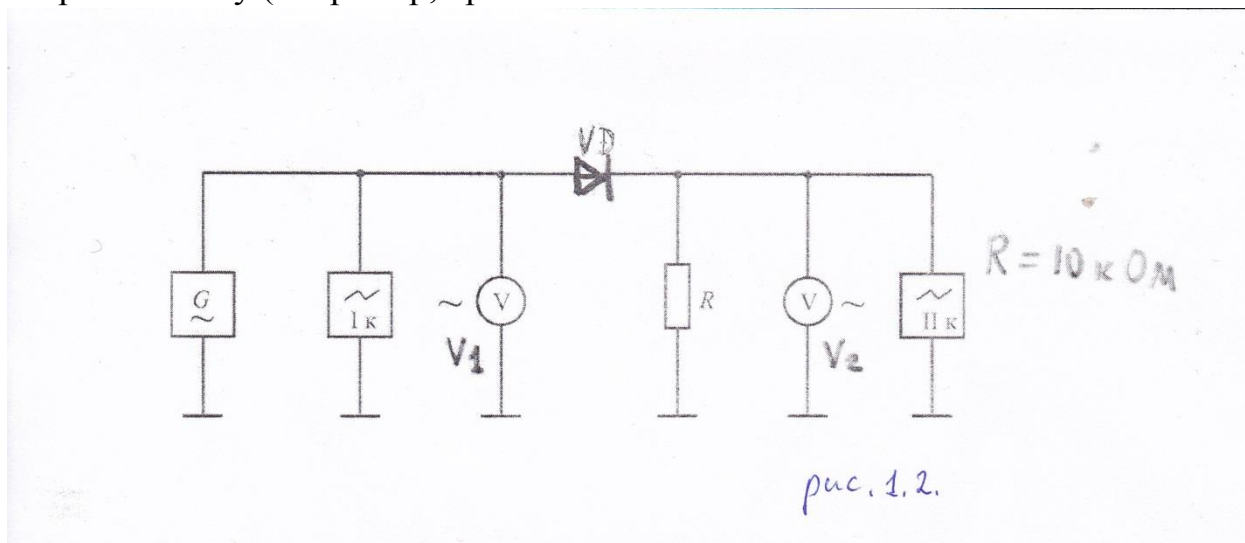 VD
G
~
~
I к
~ V
V1
R
V ~
V2
~
II к
R = 10 к Ом
рис. 1.2.